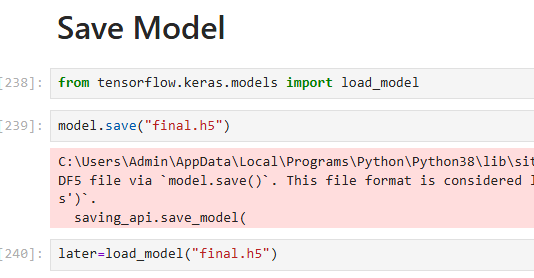 Save Model
[238]: from tensorflow.keras.models import load_model
[239]: model.save("final.h5")
C:\Users\Admin\AppData\Local\Programs\Python\Python38\lib\sit
DF5 file via `model.save()`. This file format is considered l
s')`.
saving_api.save_model(
[240]: later=load_model("final.h5")